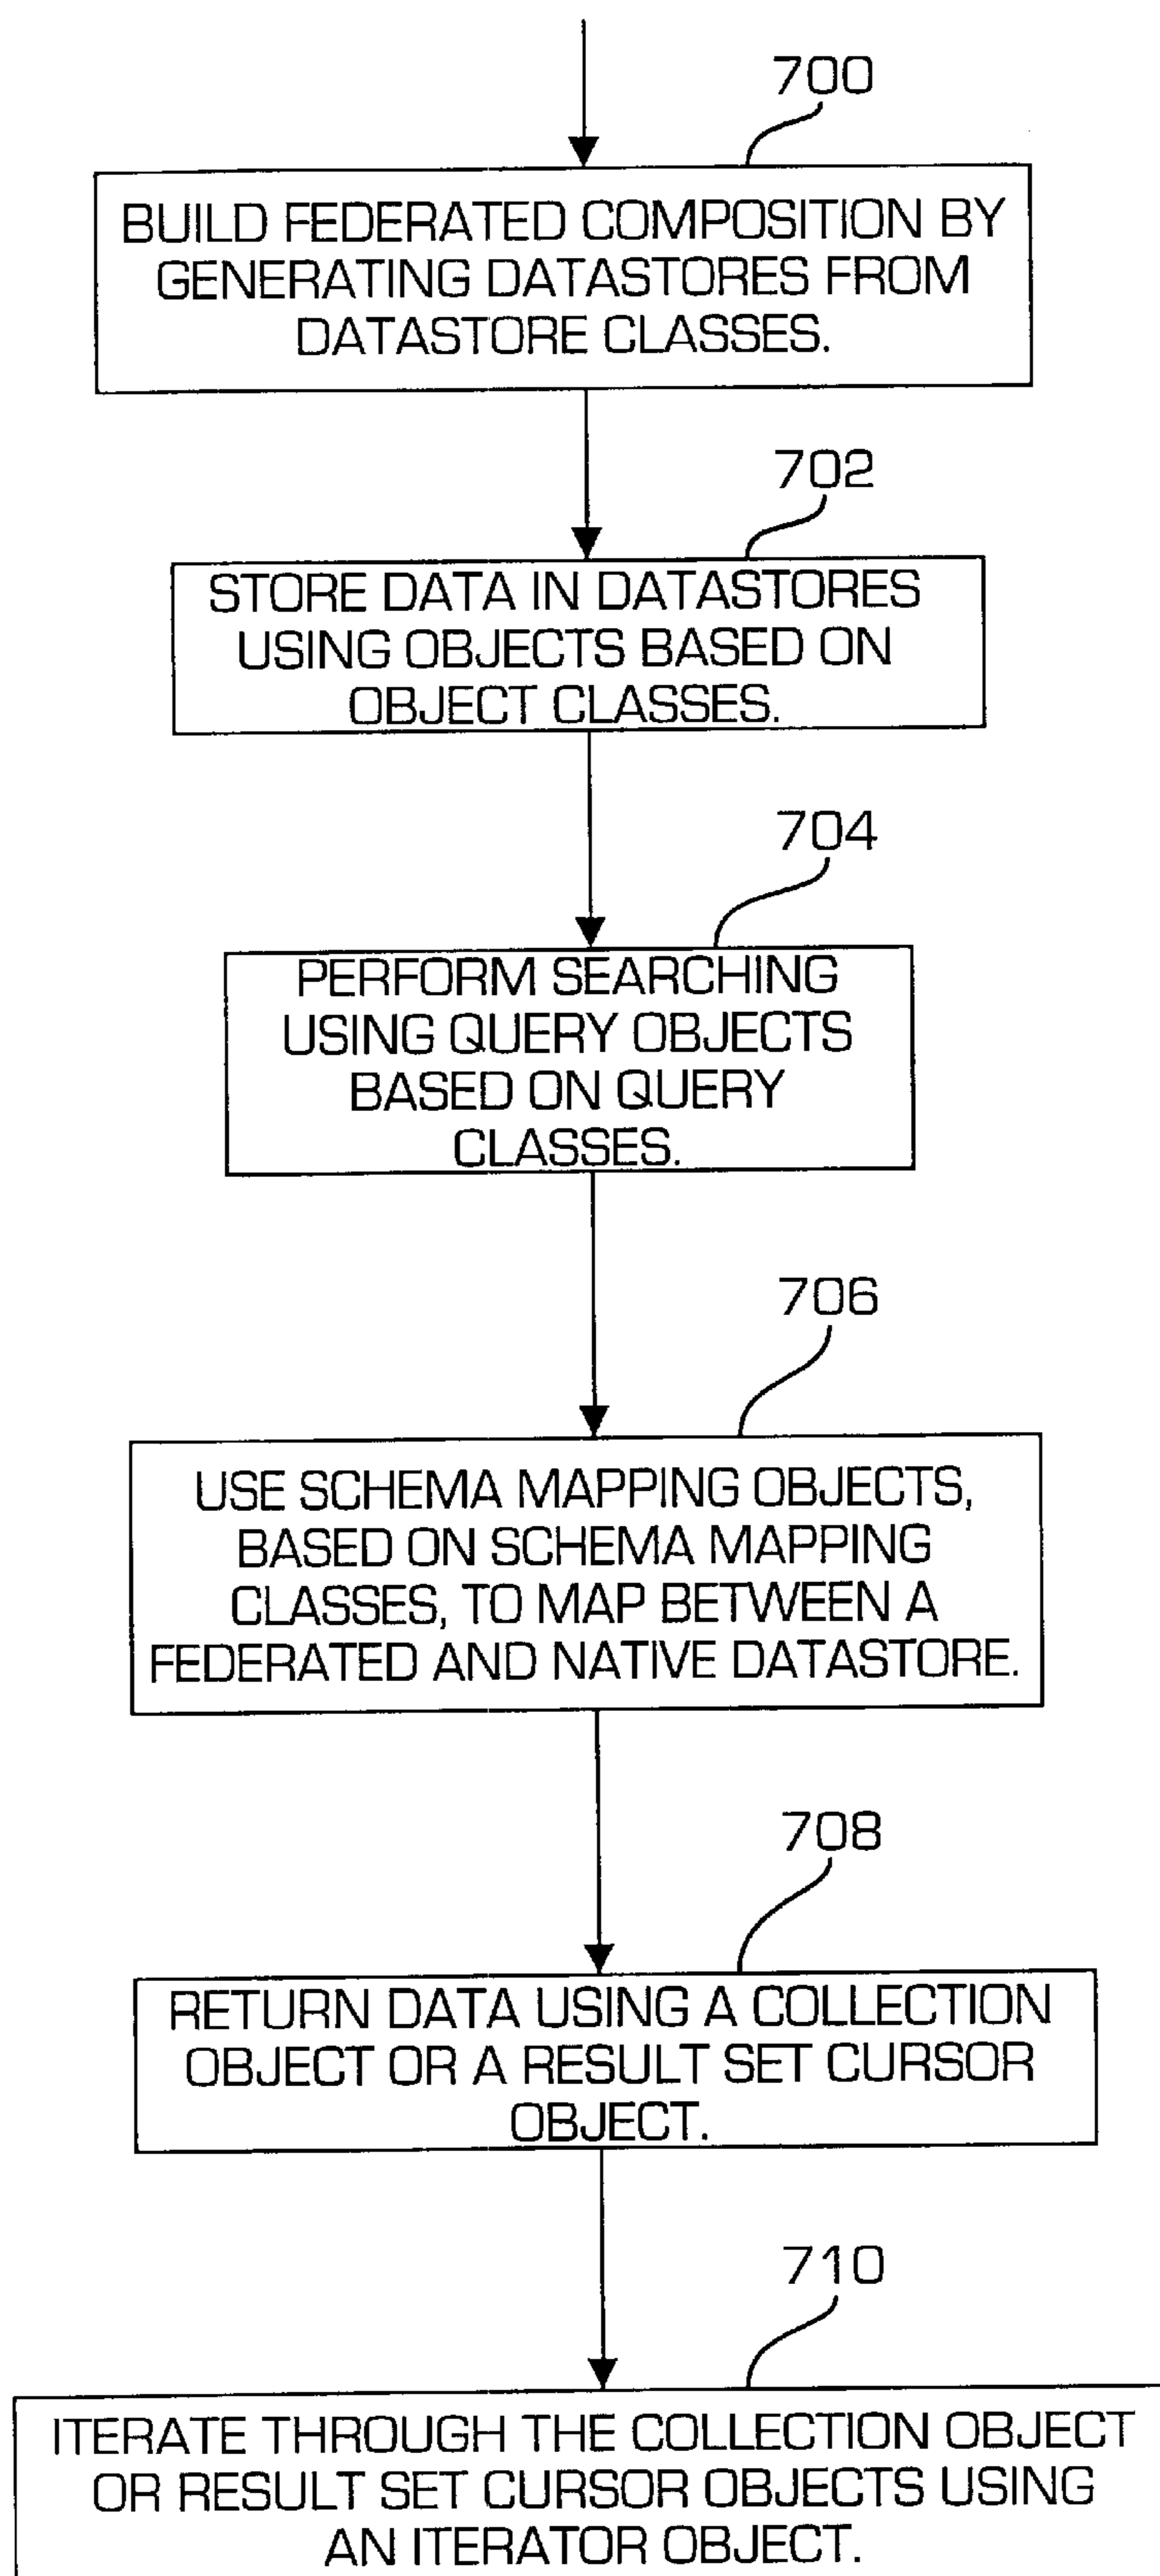 700
BUILD FEDERATED COMPOSITION BY
GENERATING DATASTORES FROM
DATASTORE CLASSES.
702
STORE DATA IN DATASTORES
USING OBJECTS BASED ON
OBJECT CLASSES.
704
PERFORM SEARCHING
USING QUERY OBJECTS
BASED ON QUERY
CLASSES.
706
USE SCHEMA MAPPING OBJECTS,
BASED ON SCHEMA MAPPING
CLASSES, TO MAP BETWEEN A
FEDERATED AND NATIVE DATASTORE.
708
RETURN DATA USING A COLLECTION
OBJECT OR A RESULT SET CURSOR
OBJECT.
710
ITERATE THROUGH THE COLLECTION OBJECT
OR RESULT SET CURSOR OBJECTS USING
AN ITERATOR OBJECT.